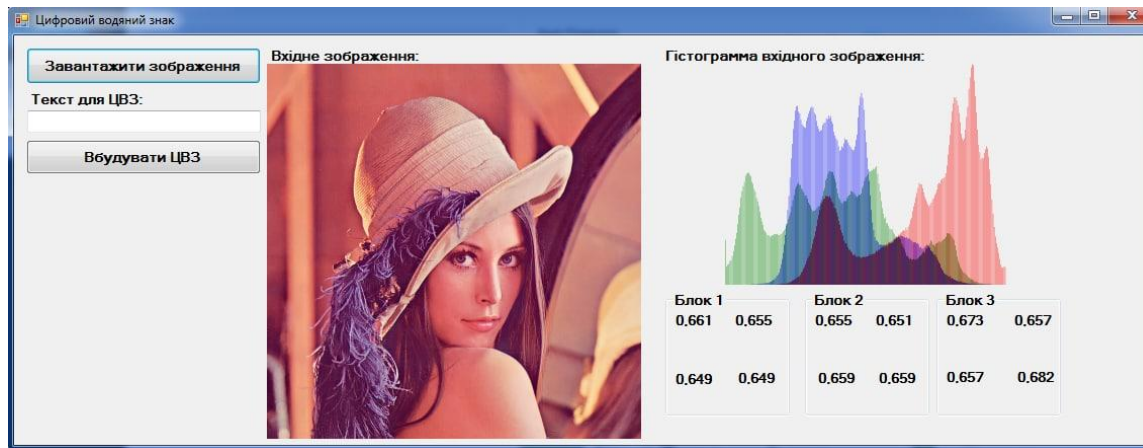 Цифровий водяний знак
Завантажити зображення
Текст для ЦВЗ:
Вбудувати ЦВЗ
Вхідне зображення:
Гістограмма вхідного зображення:
Блок 1
0,661 0,655
0,649 0,649
Блок 2
0,655 0,651
0,659 0,659
Блок 3
0,673 0,657
0,657 0,682